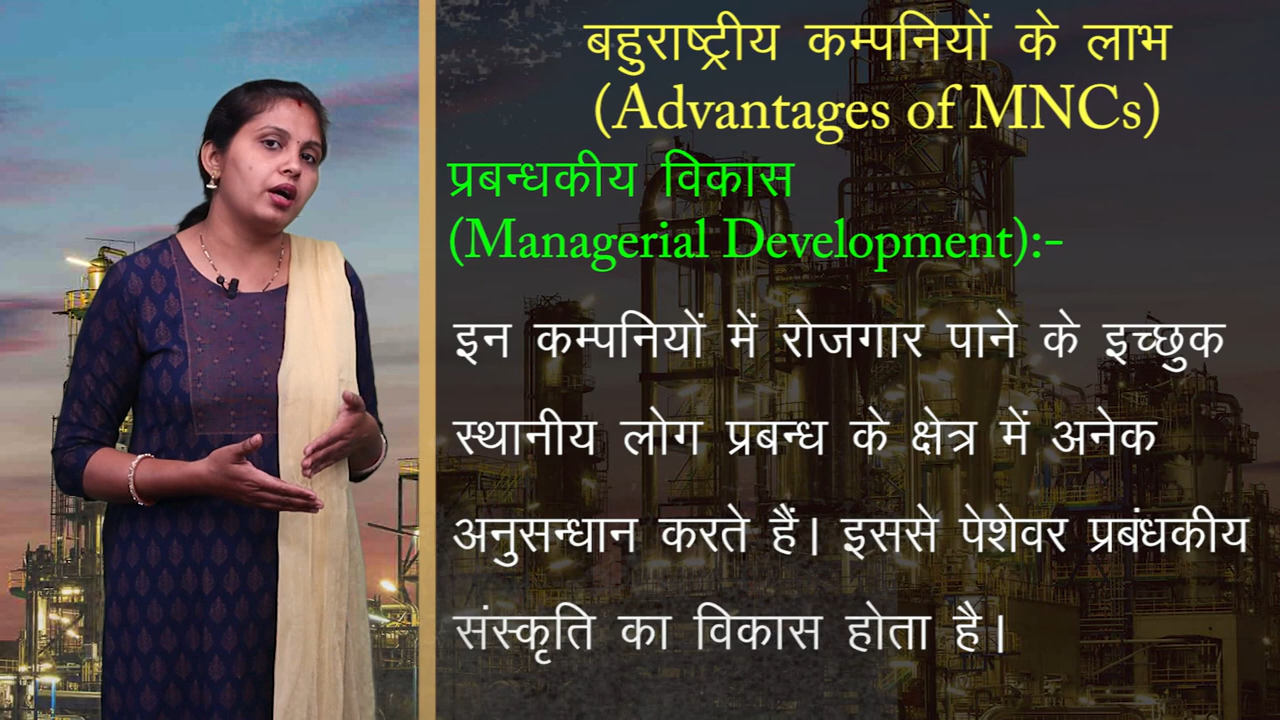 बहुराष्ट्रीय कम्पनियों के लाभ
(Advantages of MNCs)
प्रबन्धकीय विकास
(Managerial Development):-
इन कम्पनियों में रोजगार पाने के इच्छुक
स्थानीय लोग प्रबन्ध के क्षेत्र में अनेक
अनुसन्धान करते हैं। इससे पेशेवर प्रबंधकीय
संस्कृति का विकास होता है।